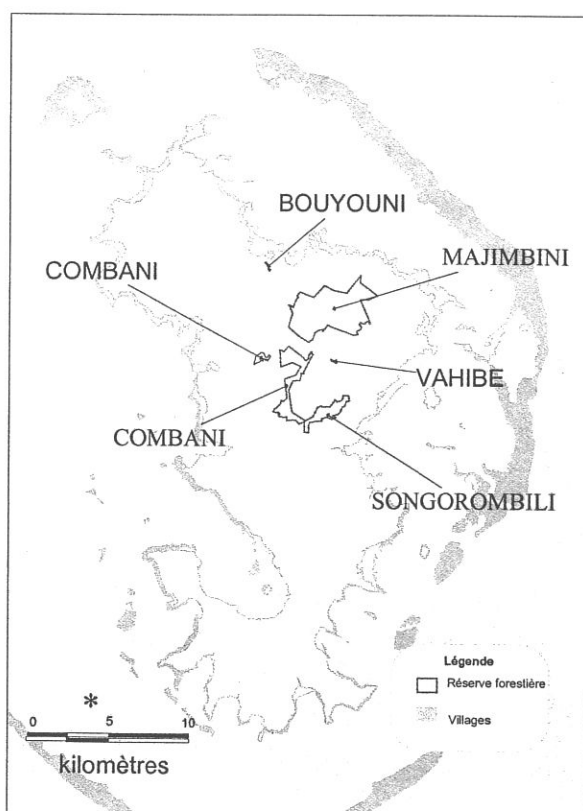 BOUYOUNI
MAJIMBINI
COMBANI
VAHIBE
COMBANI
SONGOROMBILI
Légende
Réserve forestière
Villages
*
0 5 10
kilomètres